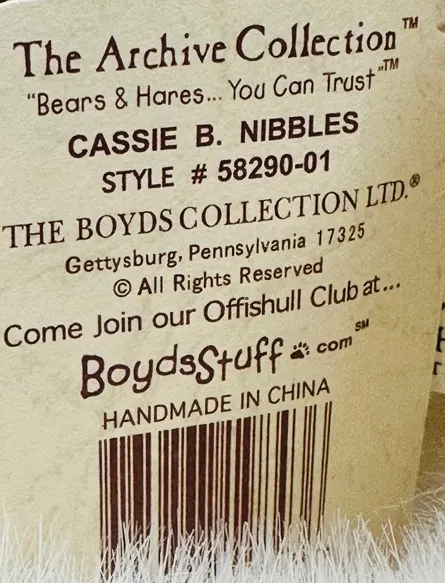 The Archive Collection™
"Bears & Hares... You Can Trust"™
CASSIE B. NIBBLES
STYLE # 58290-01
THE BOYDS COLLECTION LTD.®
Gettysburg, Pennsylvania 17325
© All Rights Reserved
Come Join our Offishull Club at...
BoydsStuff.com℠
HANDMADE IN CHINA